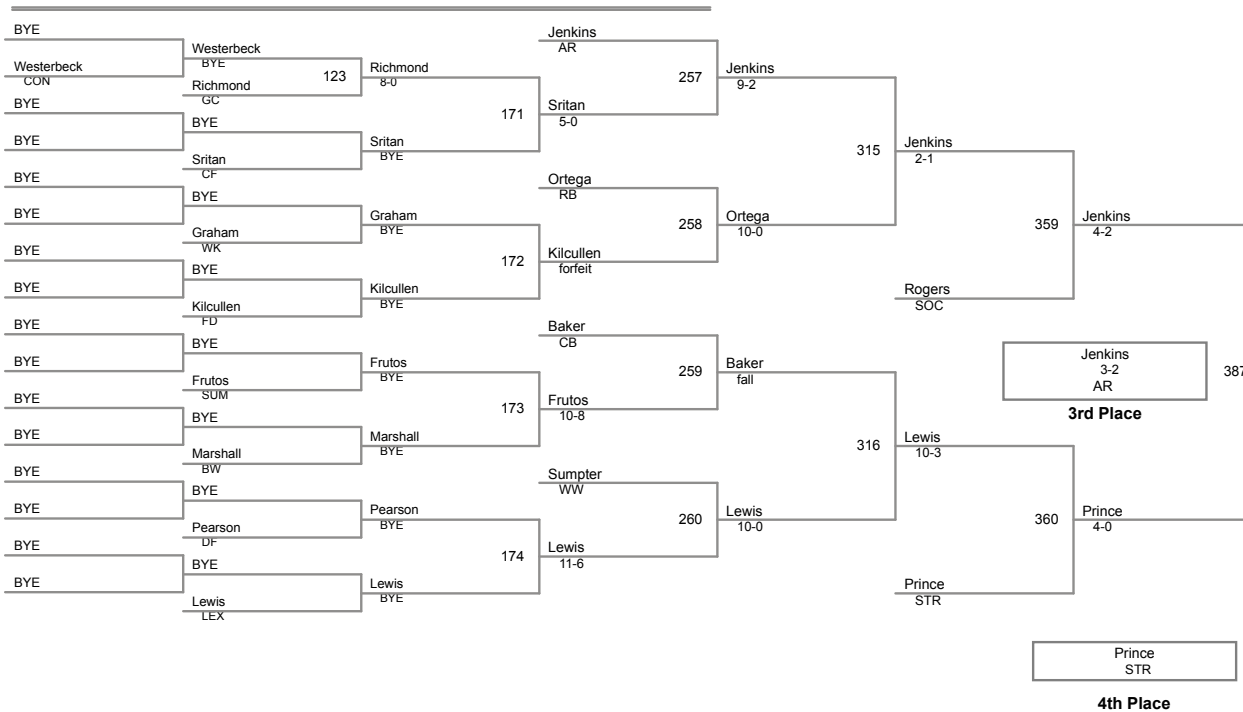 BYE
Westerbeck
CON
BYE
BYE
BYE
BYE
BYE
BYE
BYE
BYE
BYE
BYE
BYE
BYE
BYE
BYE
Westerbeck
BYE
Richmond
GC
123
BYE
Sritan
CF
BYE
Graham
WK
BYE
Kilcullen
FD
BYE
Frutos
SUM
BYE
Marshall
BW
BYE
Pearson
DF
BYE
Lewis
LEX
Richmond
8-0
171
Sritan
BYE
Graham
BYE
172
Kilcullen
BYE
Frutos
BYE
173
Marshall
BYE
Pearson
BYE
174
Lewis
BYE
Jenkins
AR
257
Sritan
5-0
Ortega
RB
258
Kilcullen
forfeit
Baker
CB
259
Frutos
10-8
Sumpter
WW
260
Lewis
11-6
Jenkins
9-2
315
Ortega
10-0
Baker
fall
316
Lewis
10-0
Jenkins
2-1
359
Rogers
SOC
Lewis
10-3
360
Prince
STR
Jenkins
4-2
Jenkins
3-2
AR
387
3rd Place
Prince
4-0
Prince
STR
4th Place